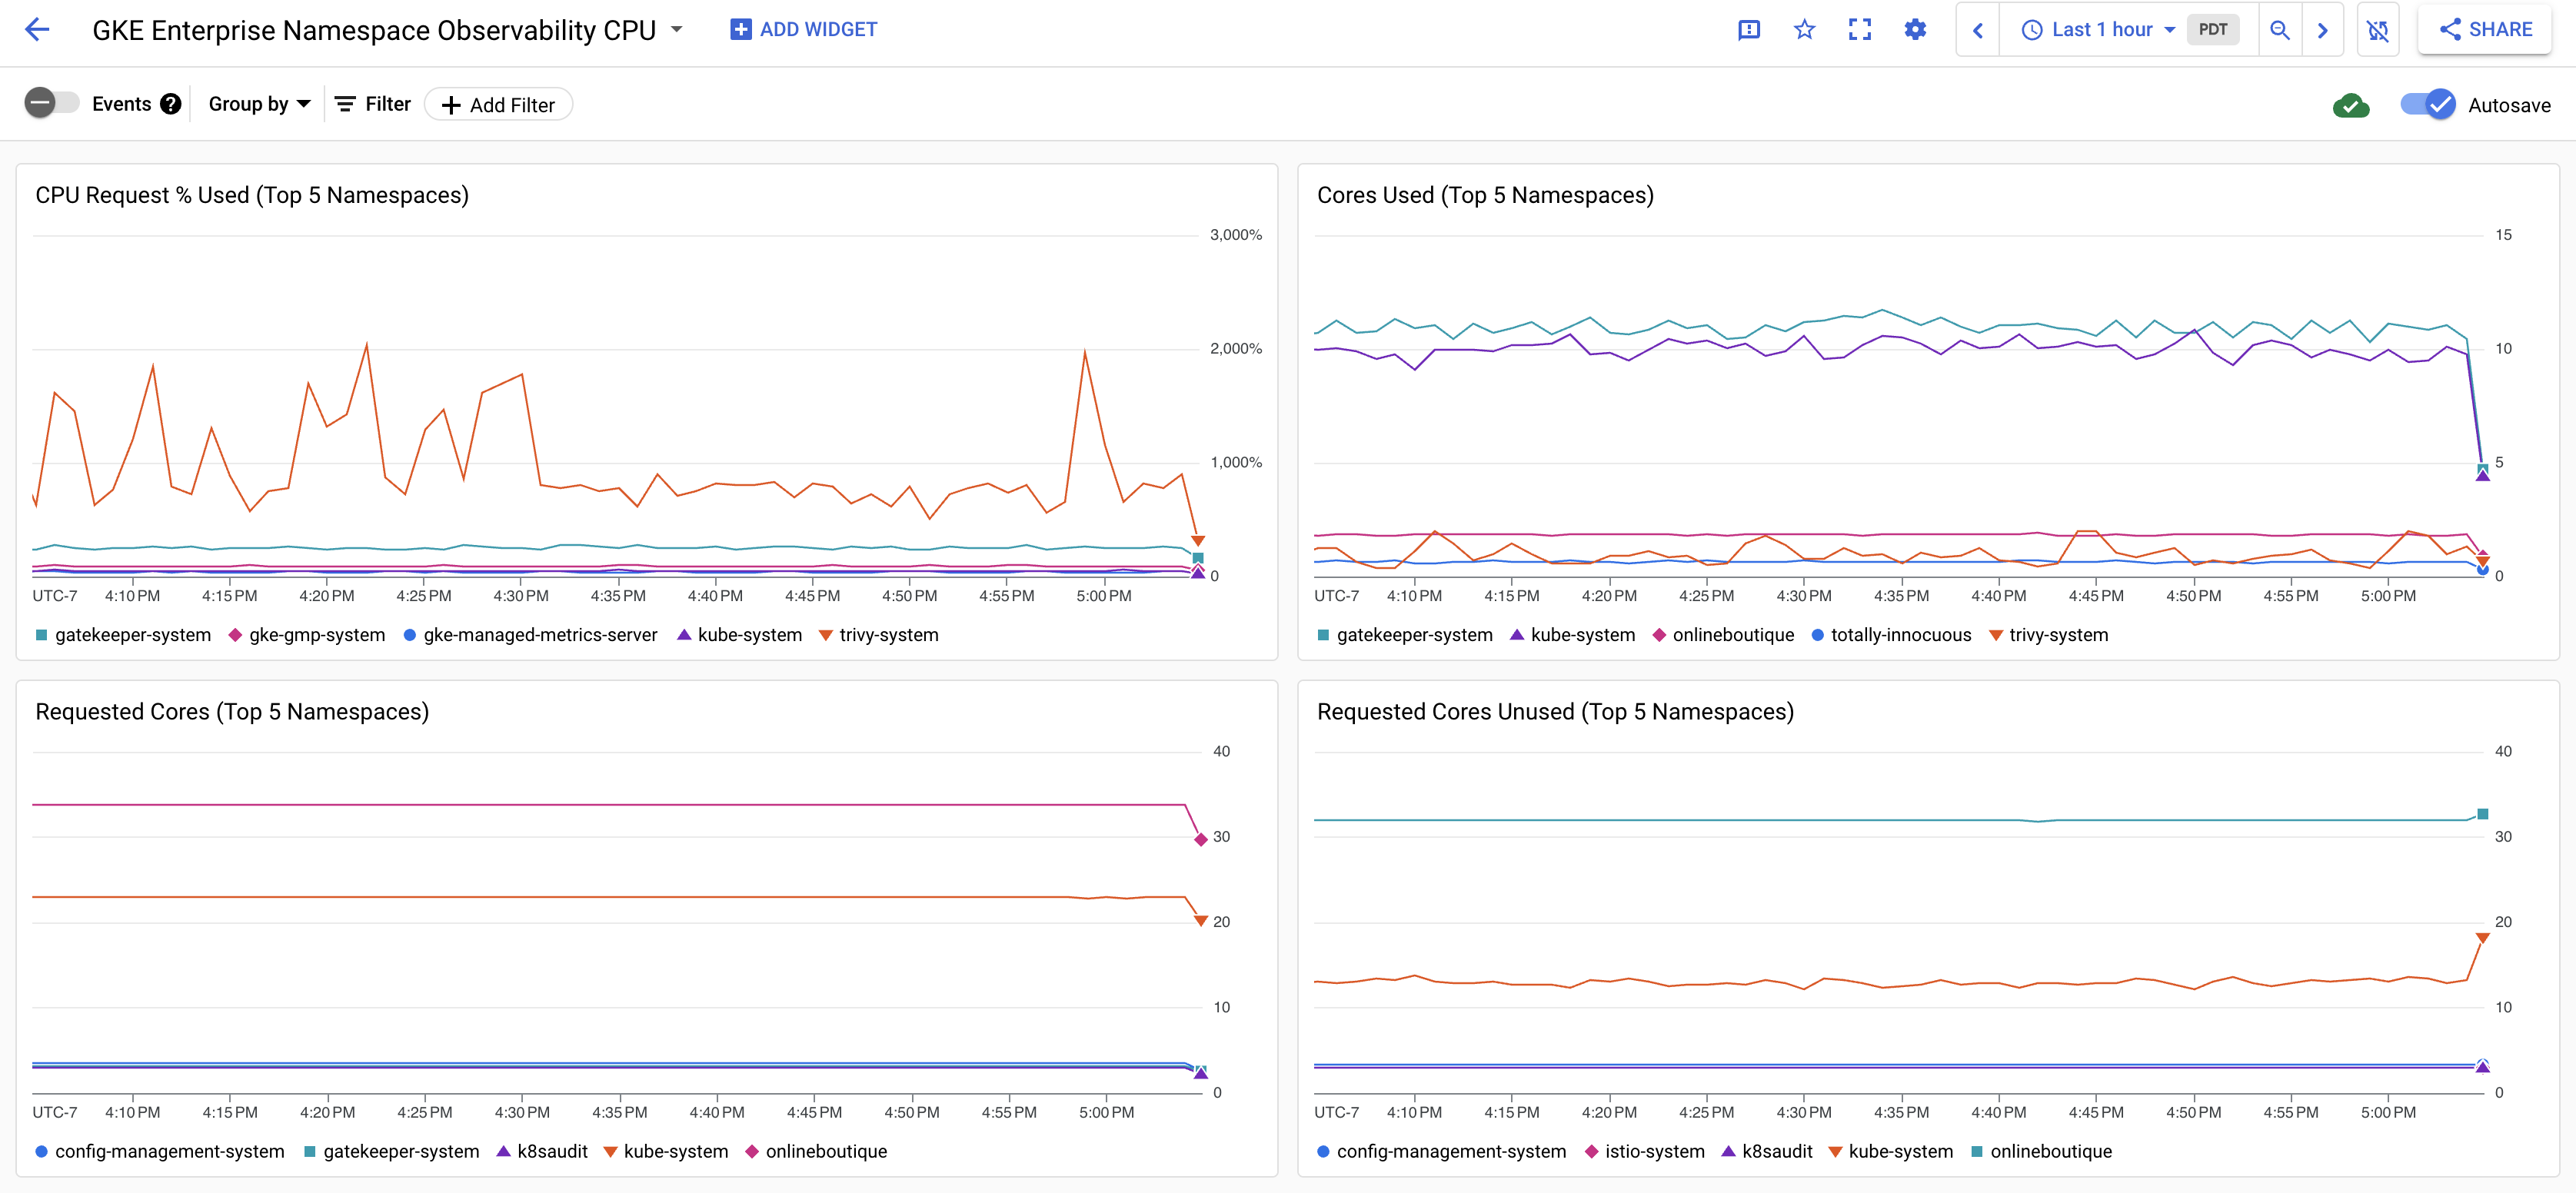 GKE Enterprise Namespace Observability CPU
ADD WIDGET
Last 1 hour
PDT
SHARE
Events
Group by
Filter
Add Filter
Autosave
CPU Request % Used (Top 5 Namespaces)
3,000%
2,000%
1,000%
0
UTC-7 4:10 PM 4:15 PM 4:20 PM 4:25 PM 4:30 PM 4:35 PM 4:40 PM 4:45 PM 4:50 PM 4:55 PM 5:00 PM
gatekeeper-system gke-gmp-system gke-managed-metrics-server kube-system trivy-system
Cores Used (Top 5 Namespaces)
15
10
5
0
UTC-7 4:10 PM 4:15 PM 4:20 PM 4:25 PM 4:30 PM 4:35 PM 4:40 PM 4:45 PM 4:50 PM 4:55 PM 5:00 PM
gatekeeper-system kube-system onlineboutique totally-innocuous trivy-system
Requested Cores (Top 5 Namespaces)
40
30
20
10
0
UTC-7 4:10 PM 4:15 PM 4:20 PM 4:25 PM 4:30 PM 4:35 PM 4:40 PM 4:45 PM 4:50 PM 4:55 PM 5:00 PM
config-management-system gatekeeper-system k8saudit kube-system onlineboutique
Requested Cores Unused (Top 5 Namespaces)
40
30
20
10
0
UTC-7 4:10 PM 4:15 PM 4:20 PM 4:25 PM 4:30 PM 4:35 PM 4:40 PM 4:45 PM 4:50 PM 4:55 PM 5:00 PM
config-management-system istio-system k8saudit kube-system onlineboutique